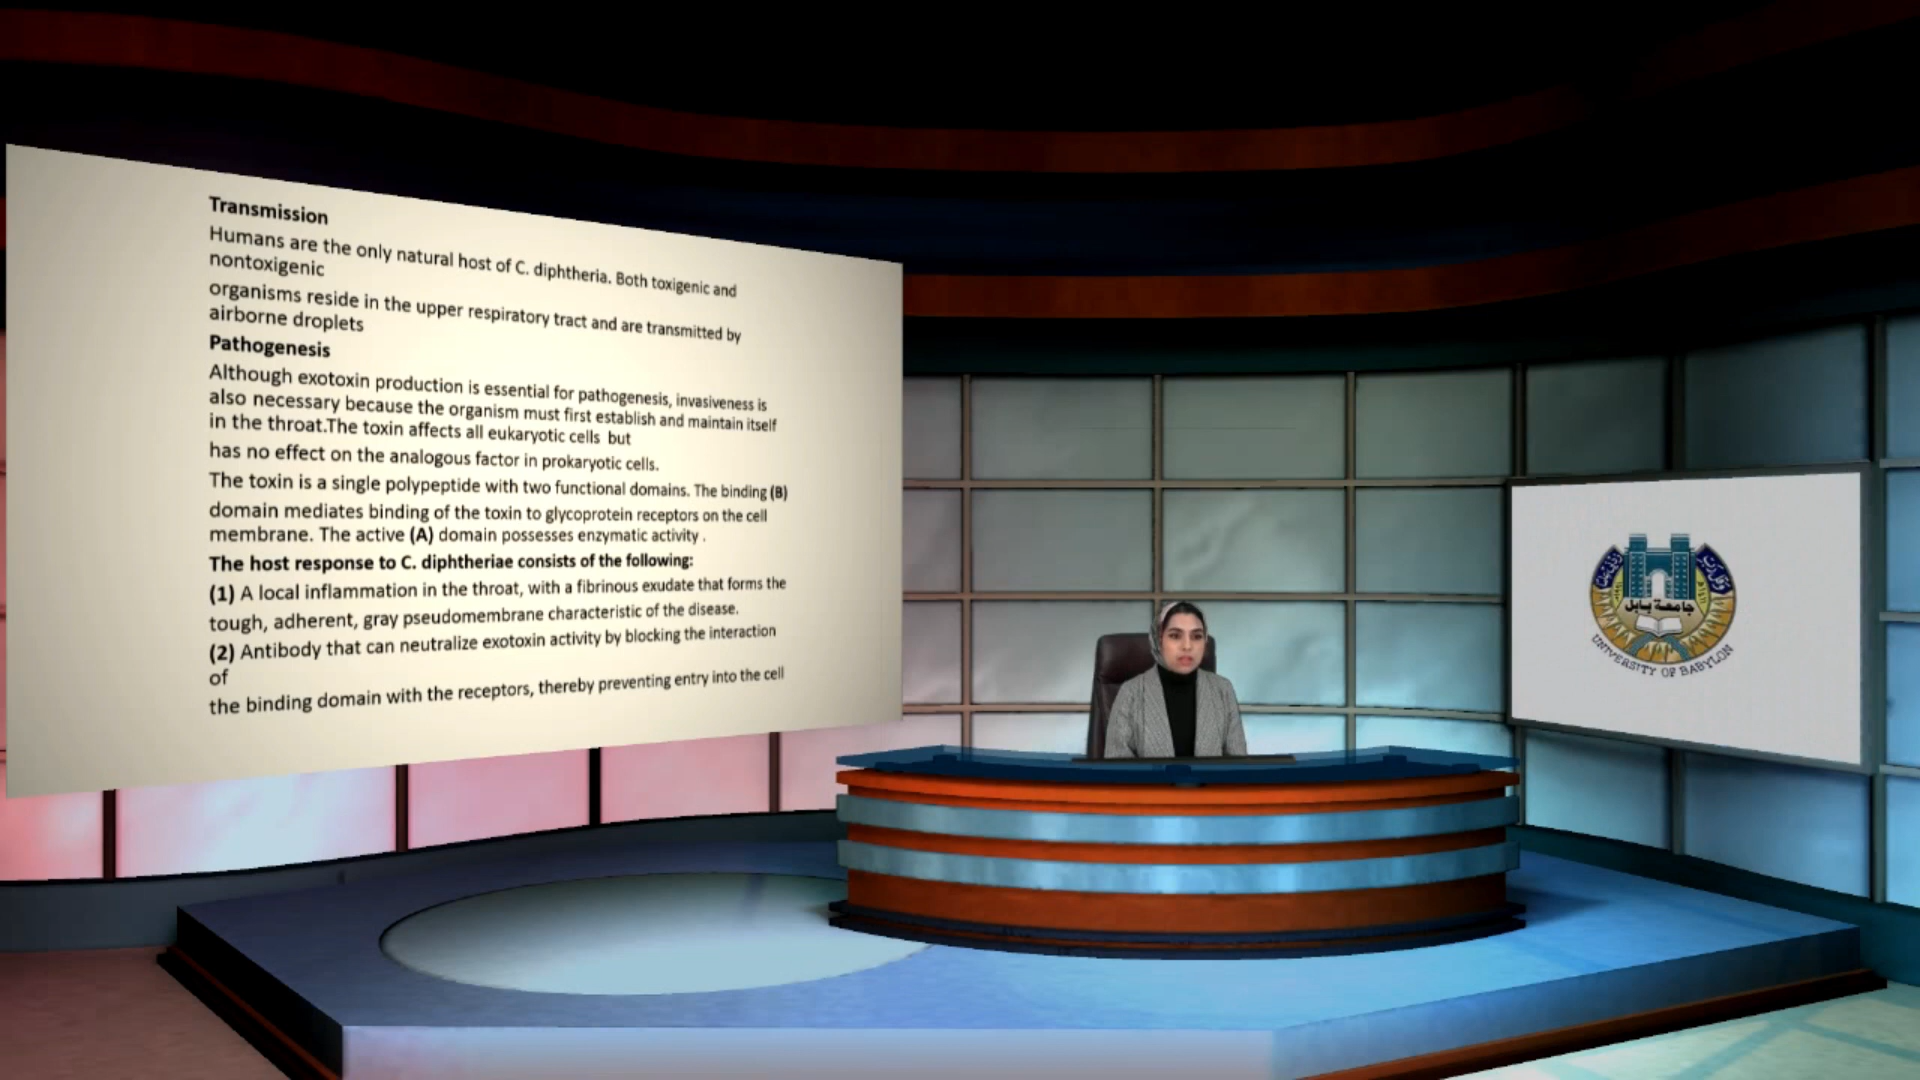 Transmission
Humans are the only natural host of C. diphtheria. Both toxigenic and
nontoxigenic
organisms reside in the upper respiratory tract and are transmitted by
airborne droplets
Pathogenesis
Although exotoxin production is essential for pathogenesis, invasiveness is
also necessary because the organism must first establish and maintain itself
in the throat.The toxin affects all eukaryotic cells but
has no effect on the analogous factor in prokaryotic cells.
The toxin is a single polypeptide with two functional domains. The binding (B)
domain mediates binding of the toxin to glycoprotein receptors on the cell
membrane. The active (A) domain possesses enzymatic activity .
The host response to C. diphtheriae consists of the following:
(1) A local inflammation in the throat, with a fibrinous exudate that forms the
tough, adherent, gray pseudomembrane characteristic of the disease.
(2) Antibody that can neutralize exotoxin activity by blocking the interaction
of
the binding domain with the receptors, thereby preventing entry into the cell
جامعة بابل
UNIVERSITY OF BABYLON